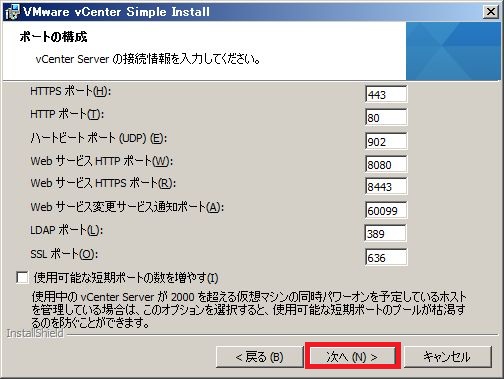 VMware vCenter Simple Install
ポートの構成
vCenter Server の接続情報を入力してください。
HTTPS ポート(H): 443
HTTP ポート(T): 80
ハートビート ポート (UDP) (E): 902
Web サービス HTTP ポート(W): 8080
Web サービス HTTPS ポート(R): 8443
Web サービス変更サービス通知ポート(A): 60099
LDAP ポート(L): 389
SSL ポート(O): 636
使用可能な短期ポートの数を増やす(I)
使用中の vCenter Server が 2000 を超える仮想マシンの同時パワーオンを予定しているホスト
を管理している場合は、このオプションを選択すると、使用可能な短期ポートのプールが枯渇す
るのを防ぐことができます。
InstallShield
< 戻る (B) 次へ (N) > キャンセル